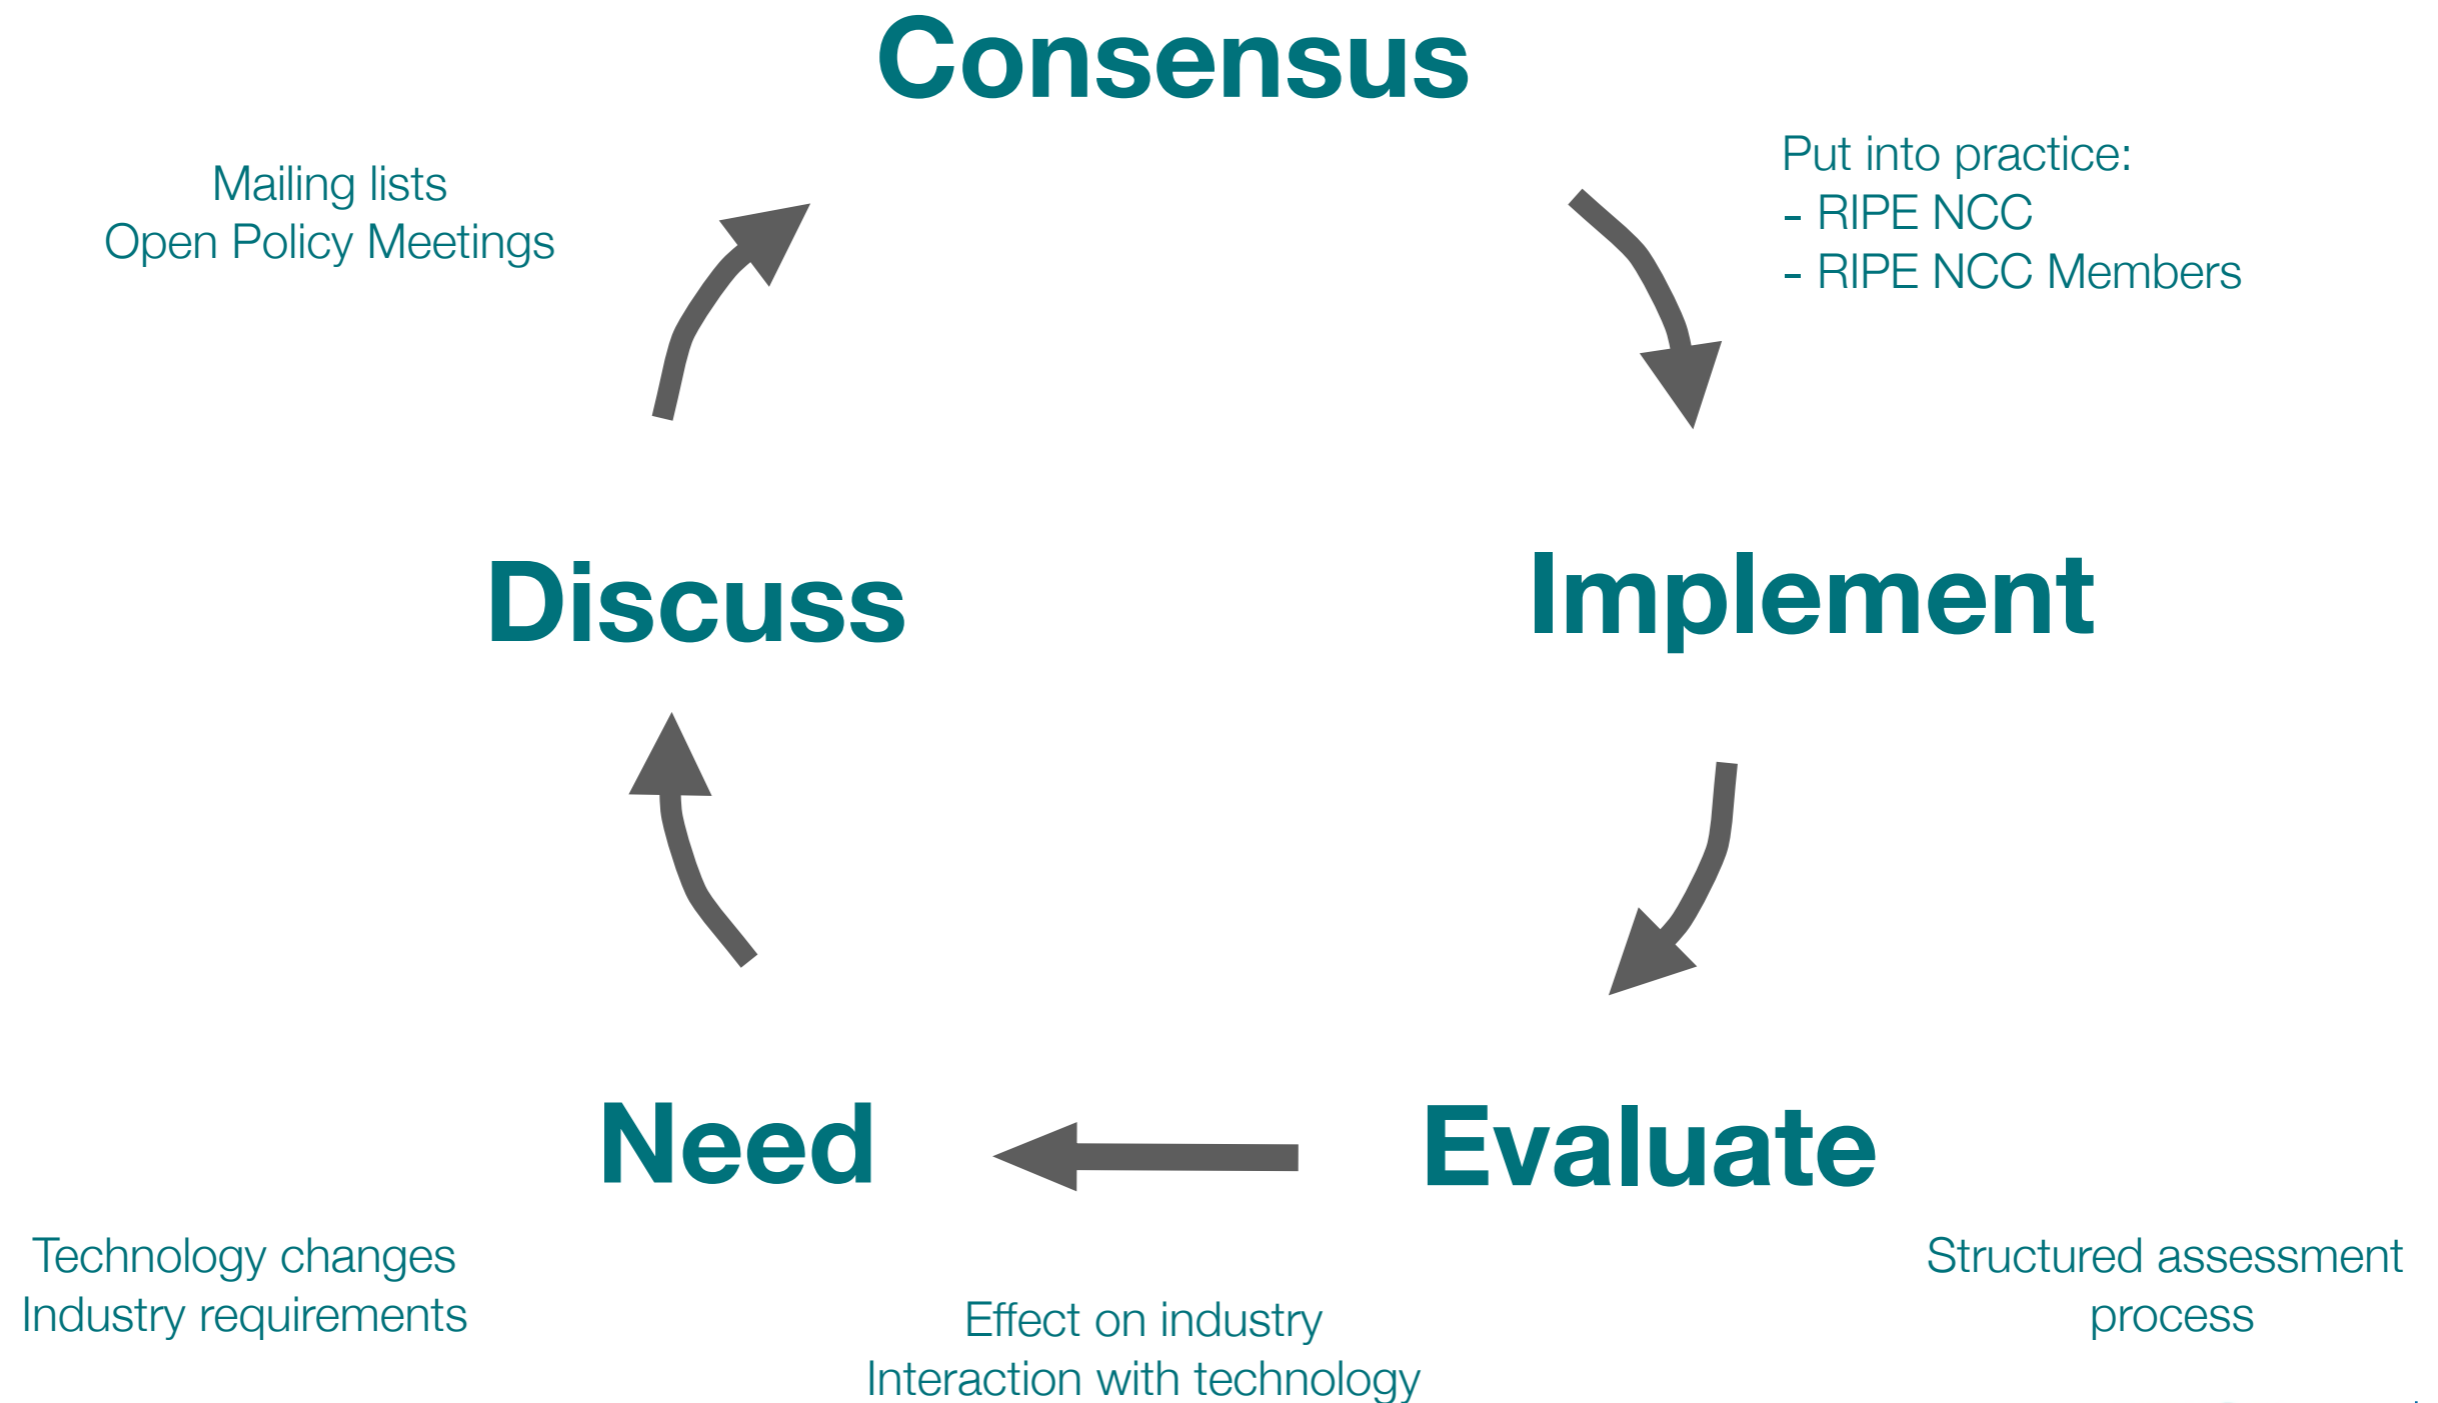 Consensus
Mailing lists
Open Policy Meetings
Put into practice:
- RIPE NCC
- RIPE NCC Members
Discuss
Implement
Need
Evaluate
Technology changes
Industry requirements
Effect on industry
Interaction with technology
Structured assessment
process